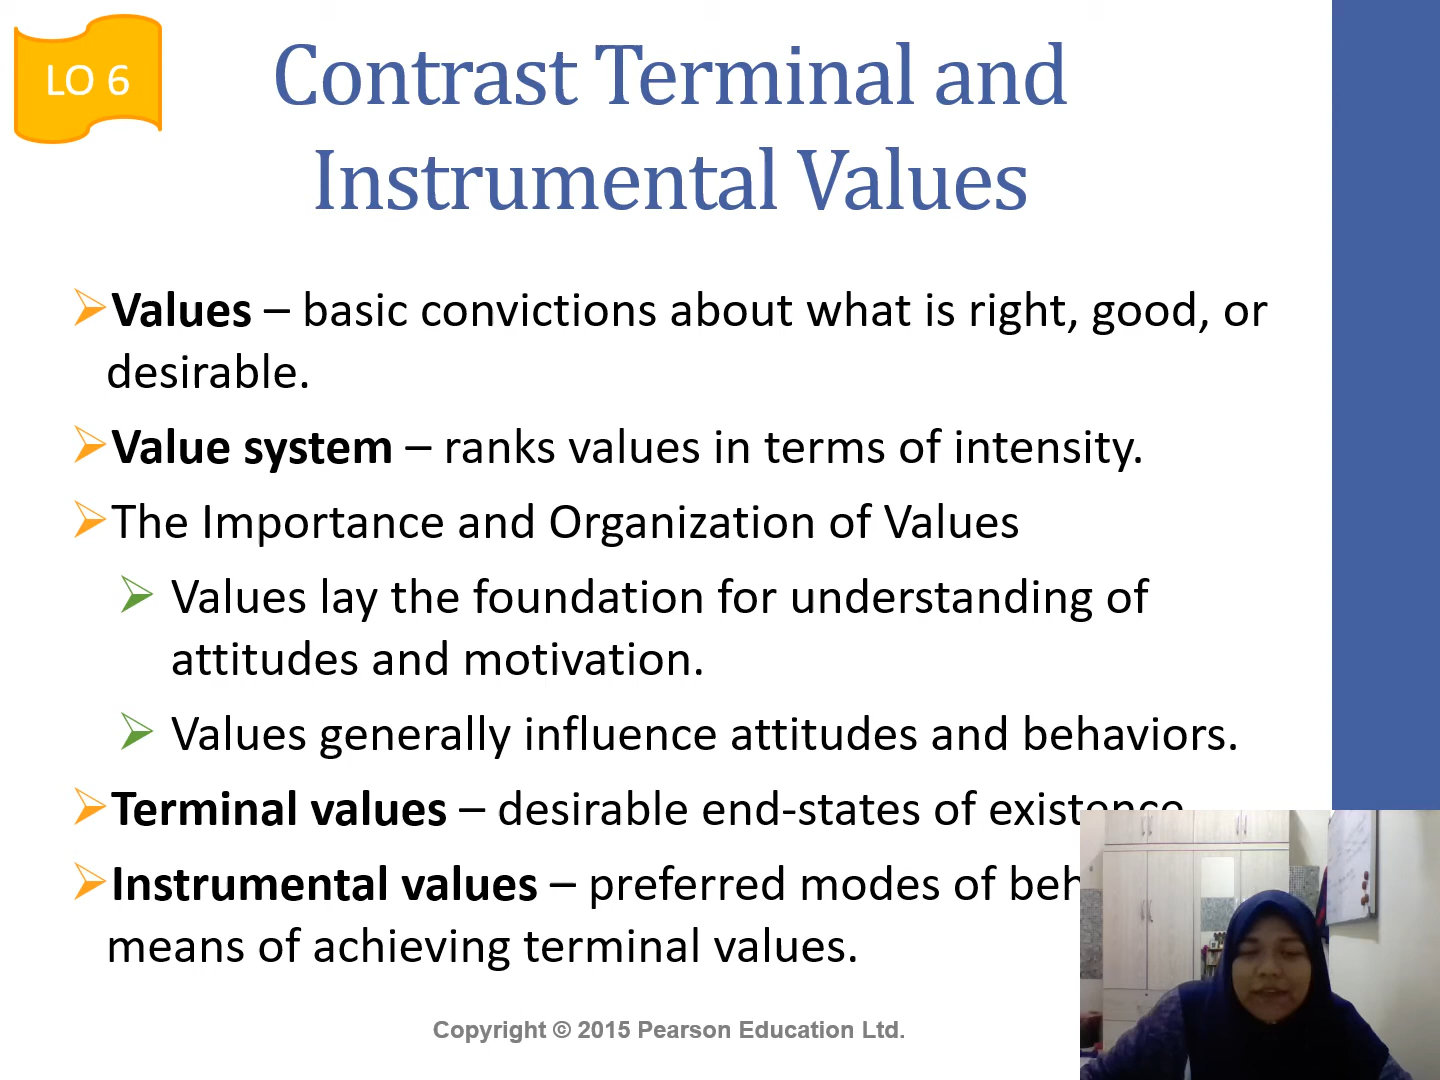 LO 6
Contrast Terminal and
Instrumental Values
Values – basic convictions about what is right, good, or
desirable.
Value system – ranks values in terms of intensity.
The Importance and Organization of Values
Values lay the foundation for understanding of
attitudes and motivation.
Values generally influence attitudes and behaviors.
Terminal values – desirable end-states of existence
Instrumental values – preferred modes of
means of achieving terminal values.
Copyright © 2015 Pearson Education Ltd.